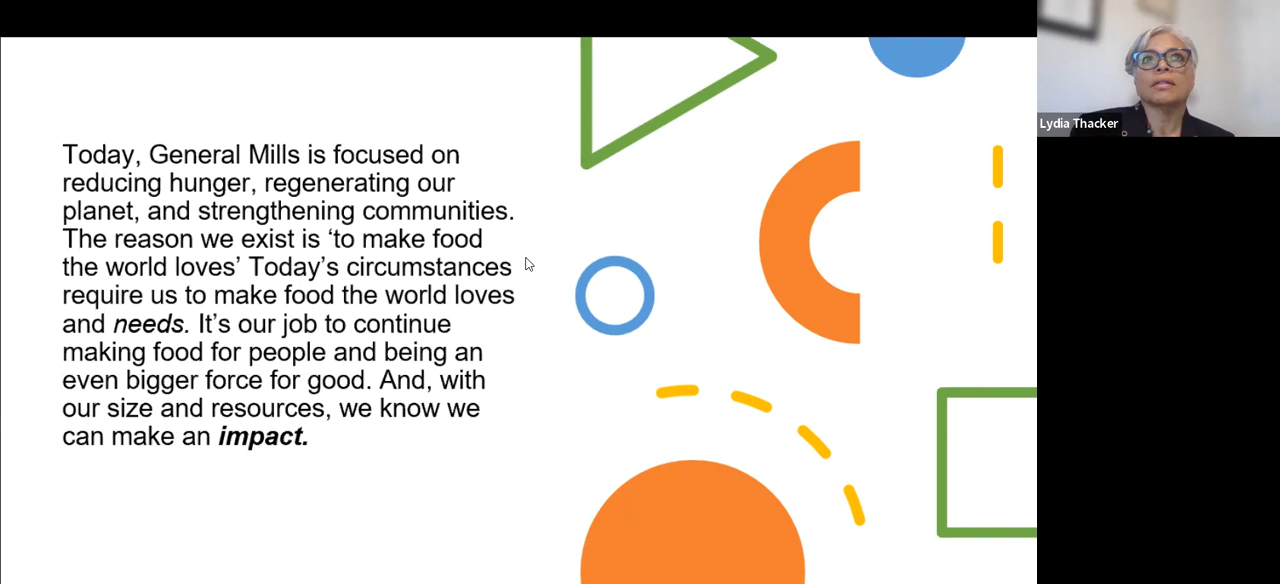 Today, General Mills is focused on
reducing hunger, regenerating our
planet, and strengthening communities.
The reason we exist is ‘to make food
the world loves’ Today’s circumstances
require us to make food the world loves
and needs. It’s our job to continue
making food for people and being an
even bigger force for good. And, with
our size and resources, we know we
can make an impact.
Lydia Thacker